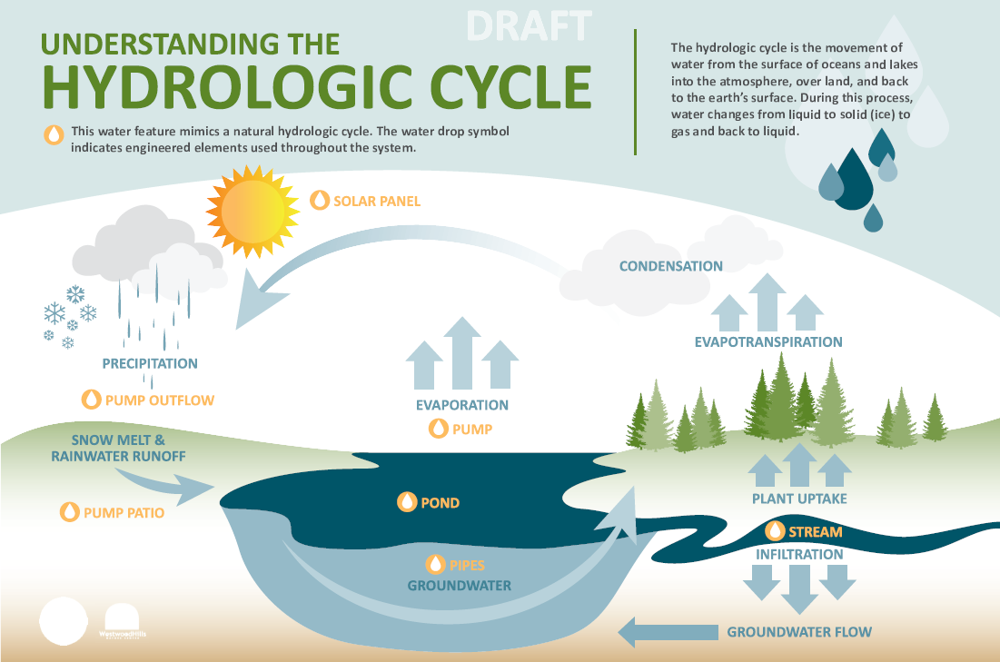 DRAFT
UNDERSTANDING THE
HYDROLOGIC CYCLE
This water feature mimics a natural hydrologic cycle. The water drop symbol
indicates engineered elements used throughout the system.
The hydrologic cycle is the movement of
water from the surface of oceans and lakes
into the atmosphere, over land, and back
to the earth's surface. During this process,
water changes from liquid to solid (ice) to
gas and back to liquid.
SOLAR PANEL
CONDENSATION
EVAPOTRANSPIRATION
PRECIPITATION
PUMP OUTFLOW
EVAPORATION
PUMP
SNOW MELT &
RAINWATER RUNOFF
PUMP PATIO
POND
PLANT UPTAKE
STREAM
INFILTRATION
PIPES
GROUNDWATER
GROUNDWATER FLOW
WestwoodHills